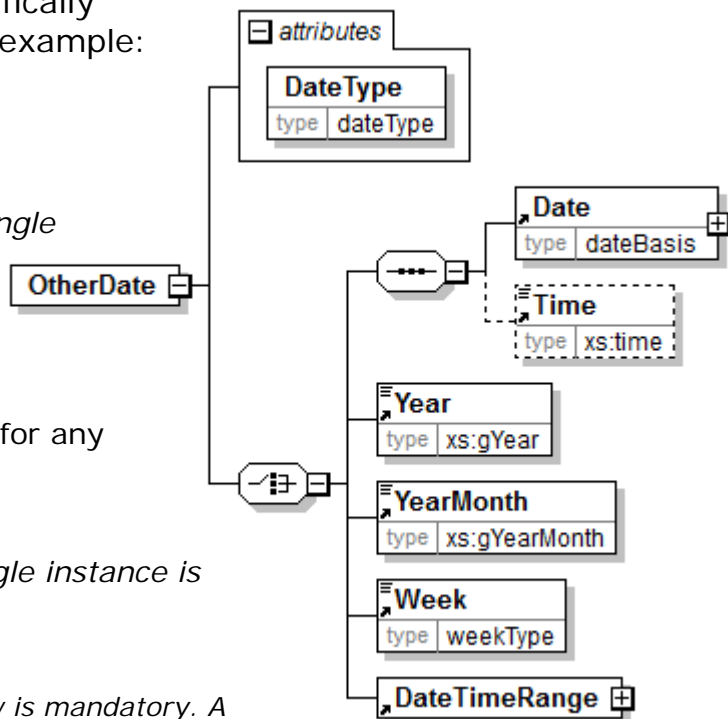 fically
example:
ngle
for any
gle instance is
y is mandatory. A
attributes
DateType
type dateType
OtherDate
Date
type dateBasis
Time
type xs:time
Year
type xs:gYear
YearMonth
type xs:gYearMonth
Week
type weekType
DateTimeRange